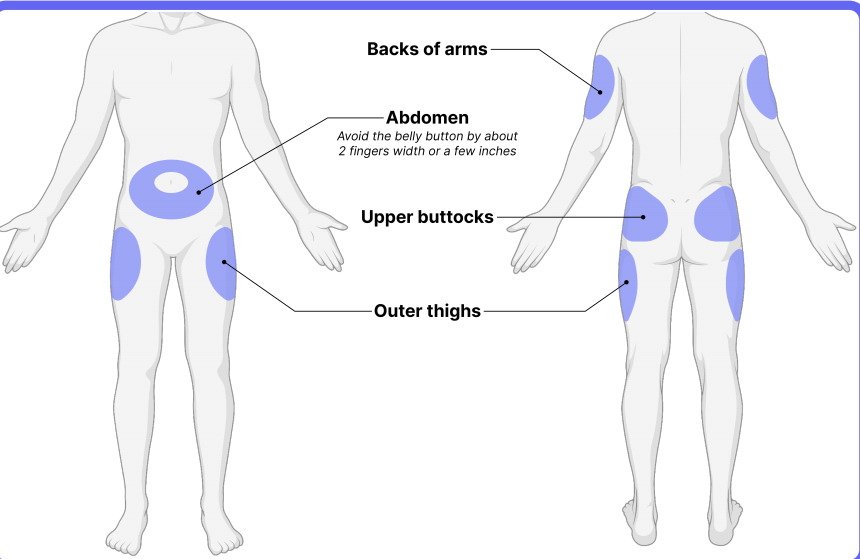 Backs of arms
Abdomen
Avoid the belly button by about
2 fingers width or a few inches
Upper buttocks
Outer thighs